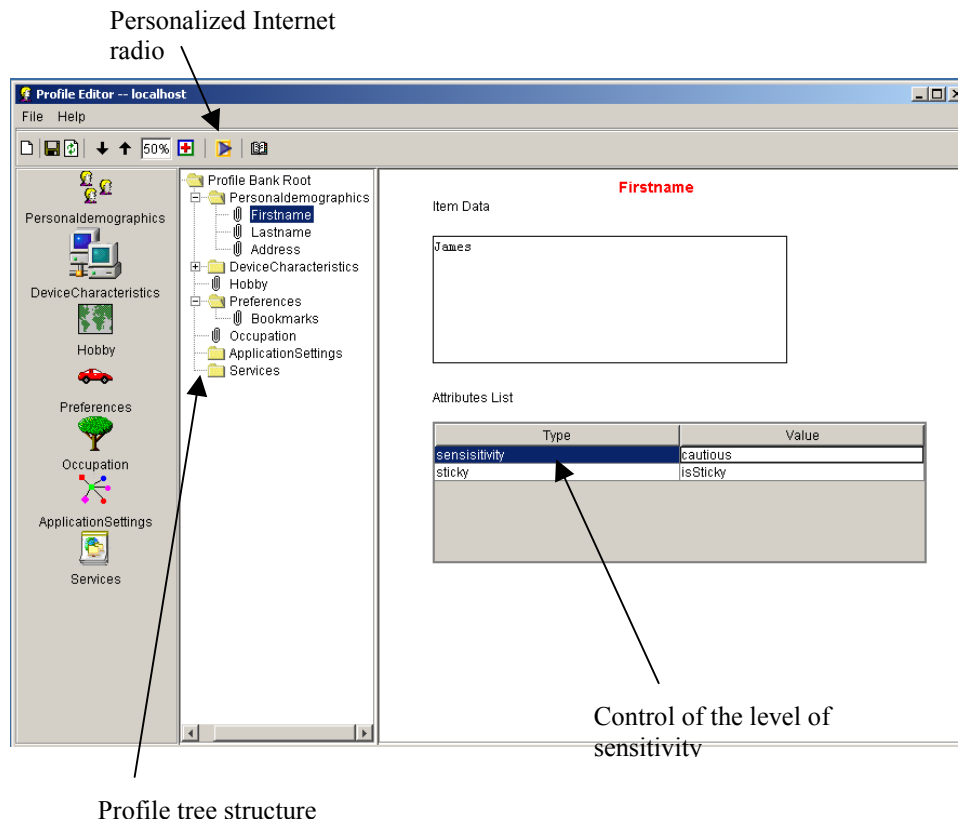 Personalized Internet
radio
Profile Editor -- localhost
File Help
50%
Personaldemographics
DeviceCharacteristics
Hobby
Preferences
Occupation
ApplicationSettings
Services
Profile Bank Root
Personaldemographics
Firstname
Lastname
Address
DeviceCharacteristics
Hobby
Preferences
Bookmarks
Occupation
ApplicationSettings
Services
Firstname
Item Data
James
Attributes List
Type Value
sensisitivity cautious
sticky isSticky
Control of the level of
sensitivity
Profile tree structure